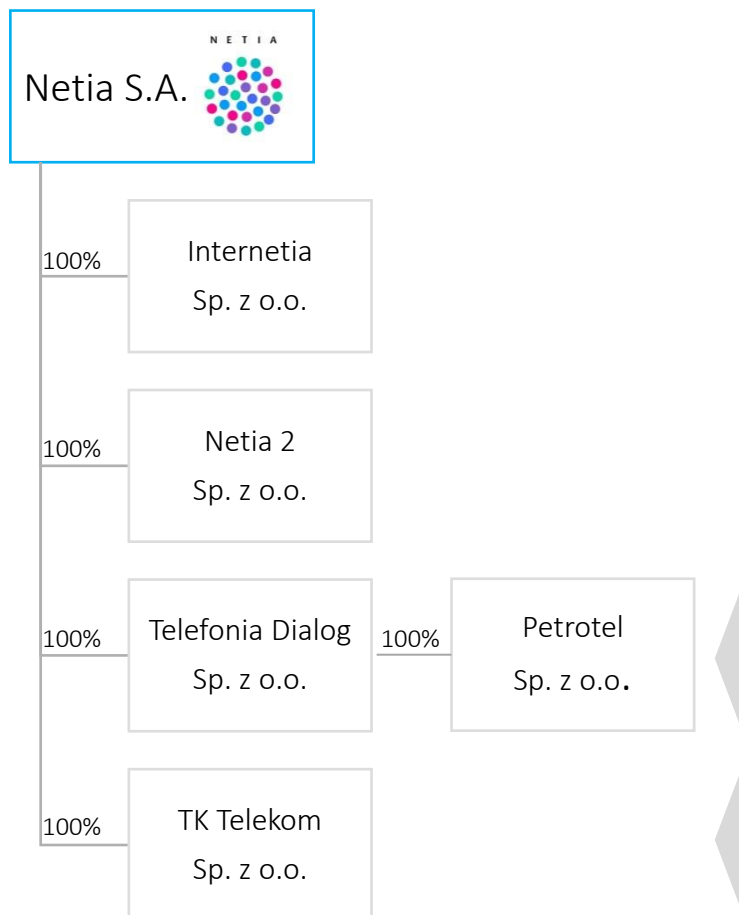 NETIA
Netia S.A.
100%
Internetia
Sp. z o.o.
100%
Netia 2
Sp. z o.o.
100%
Telefonia Dialog
Sp. z o.o.
100%
Petrotel
Sp. z o.o.
100%
TK Telekom
Sp. z o.o.